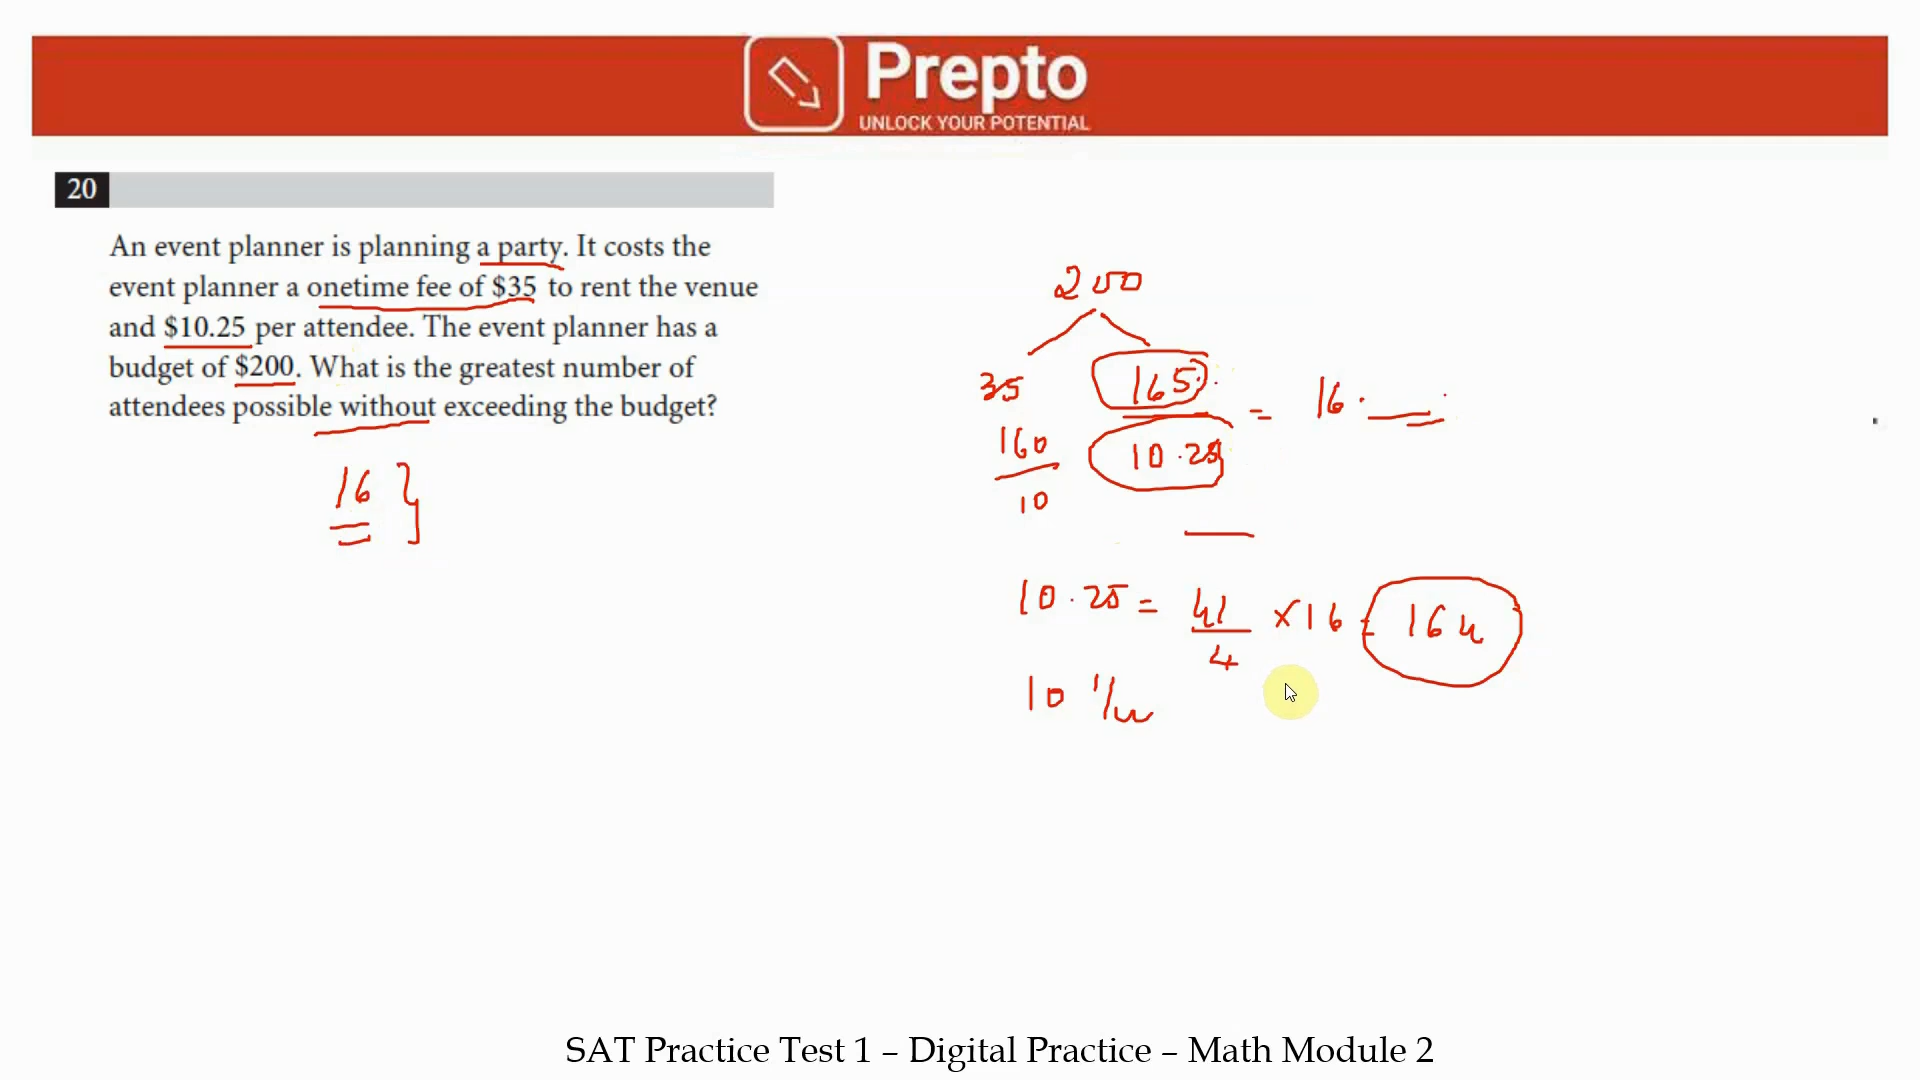 Prepto
UNLOCK YOUR POTENTIAL
20
An event planner is planning a party. It costs the
event planner a onetime fee of $35 to rent the venue
and $10.25 per attendee. The event planner has a
budget of $200. What is the greatest number of
attendees possible without exceeding the budget?
16 }
200
35 165
160/10 10.25 = 16.
10.25 = 41/4 × 16 = 164
10 1/4
SAT Practice Test 1 – Digital Practice – Math Module 2